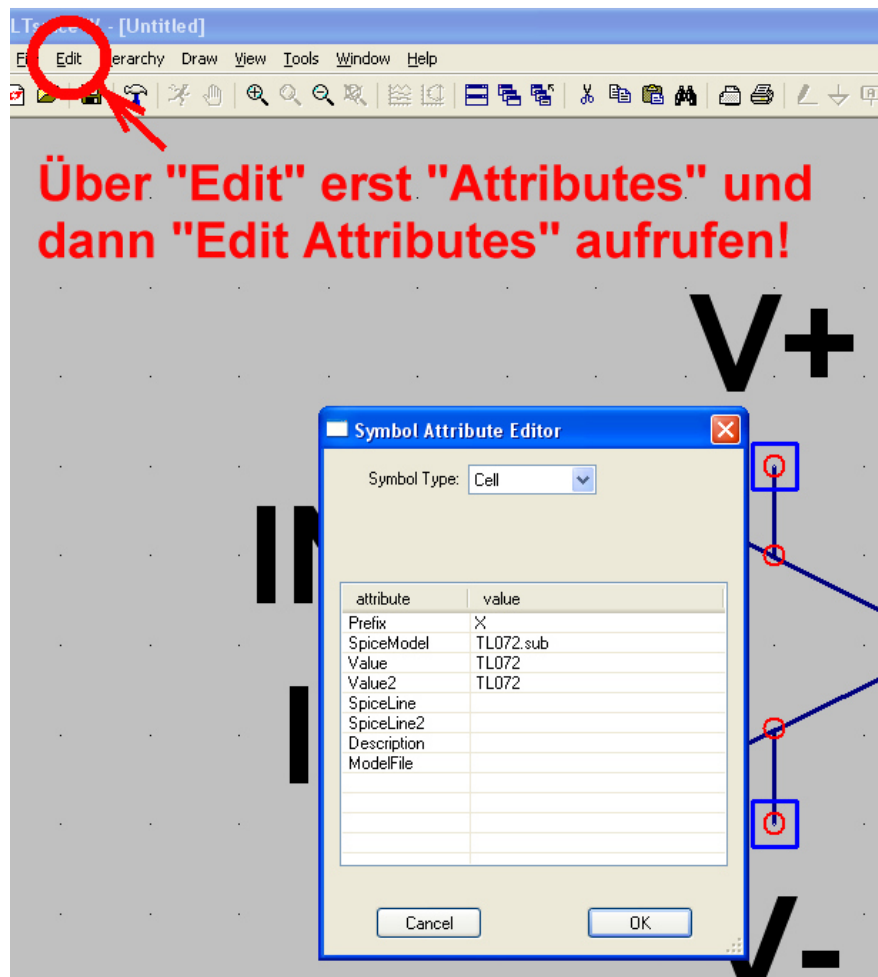 - [Untitled]
Edit erarchy Draw View Tools Window Help
Über "Edit" erst "Attributes" und
dann "Edit Attributes" aufrufen!
V+
Symbol Attribute Editor
Symbol Type: Cell
attribute value
Prefix X
SpiceModel TL072.sub
Value TL072
Value2 TL072
SpiceLine
SpiceLine2
Description
ModelFile
Cancel OK
V-